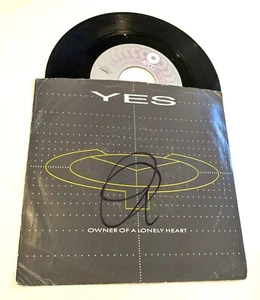 YES
OWNER OF A LONELY HEART